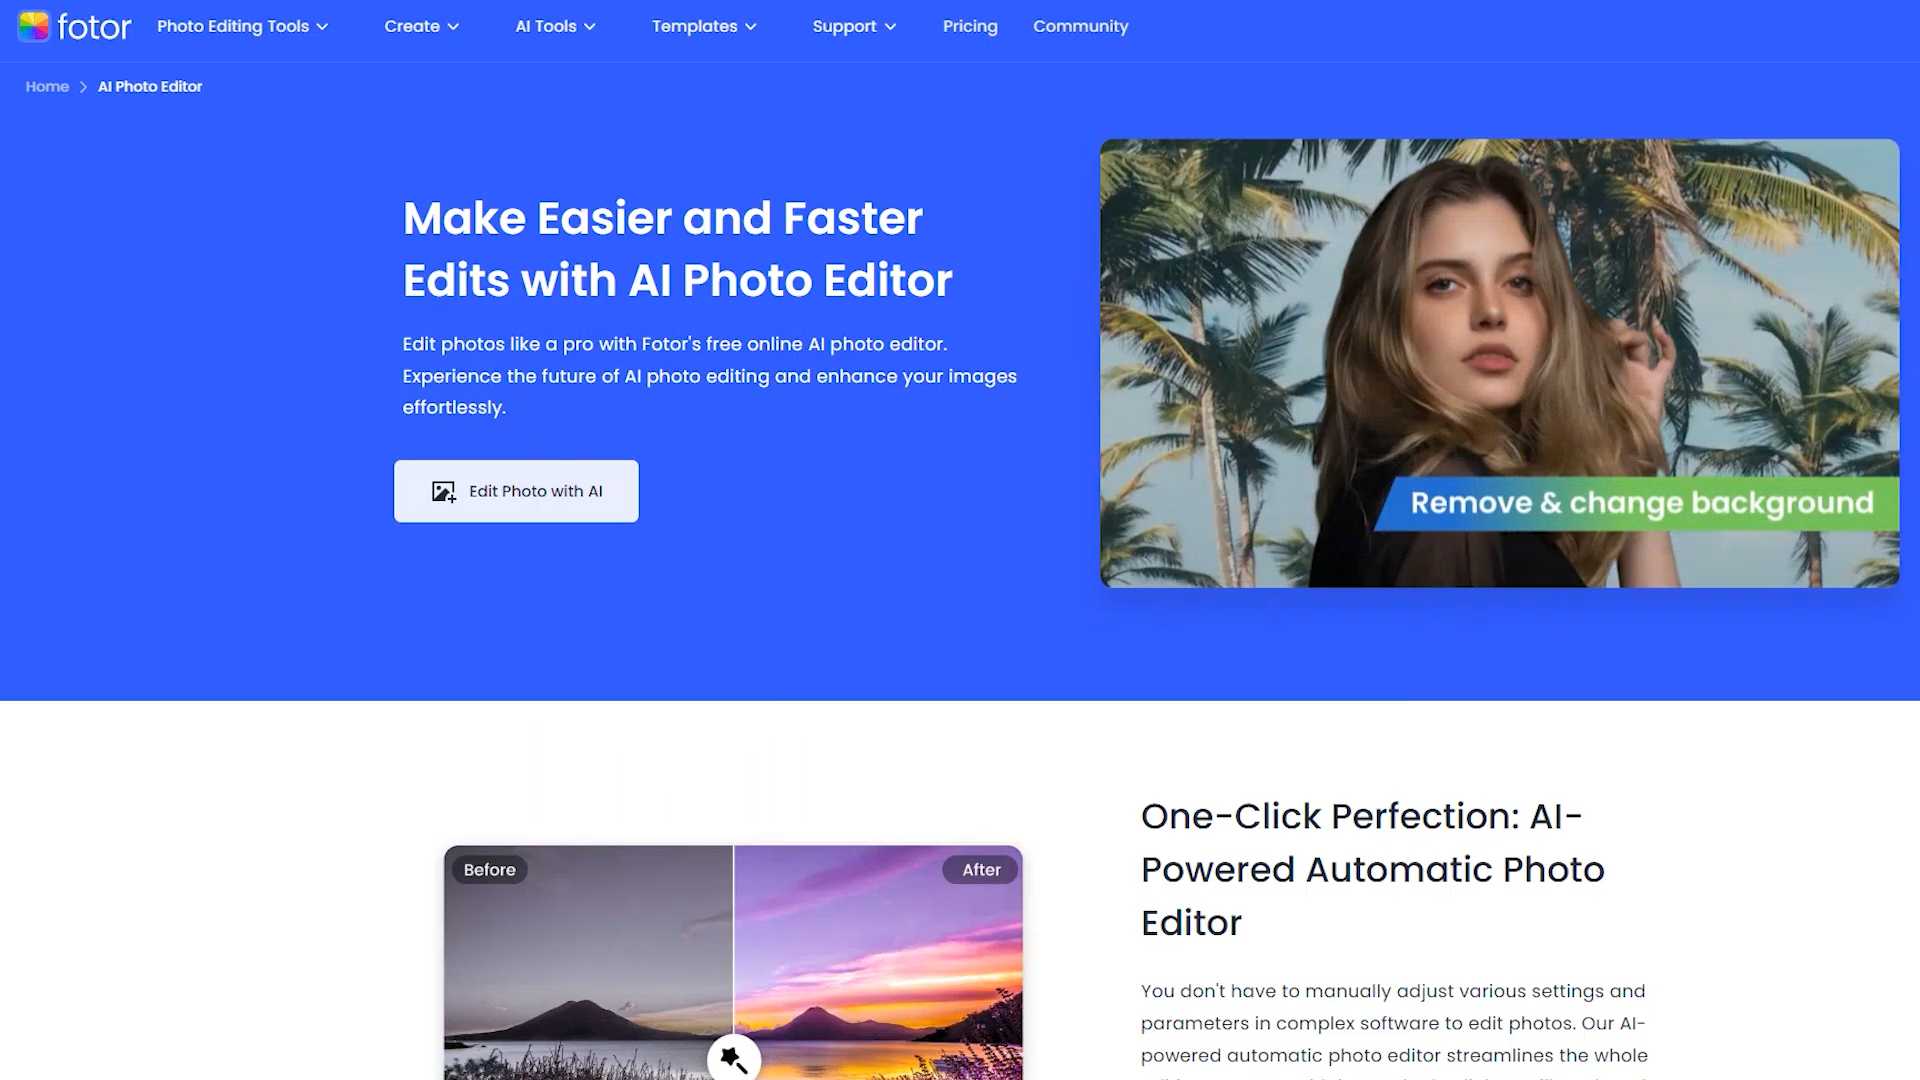 fotor
Photo Editing Tools
Create
AI Tools
Templates
Support
Pricing
Community
Home
AI Photo Editor
Make Easier and Faster
Edits with AI Photo Editor
Edit photos like a pro with Fotor's free online AI photo editor.
Experience the future of AI photo editing and enhance your images
effortlessly.
Edit Photo with AI
Remove & change background
Before
After
One-Click Perfection: AI-
Powered Automatic Photo
Editor
You don't have to manually adjust various settings and
parameters in complex software to edit photos. Our AI-
powered automatic photo editor streamlines the whole